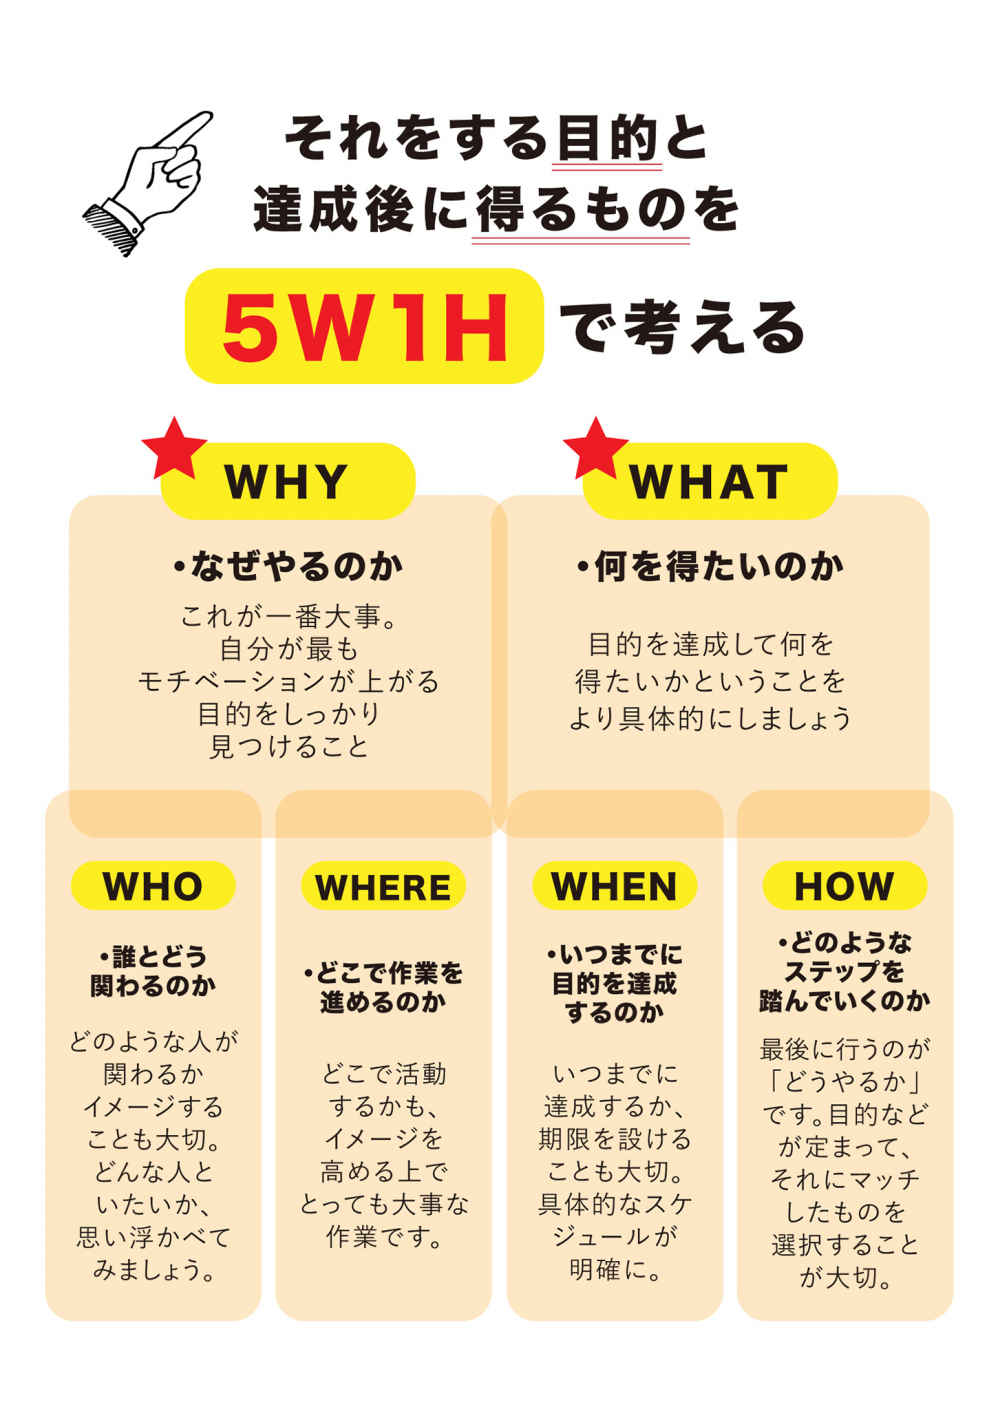 それをする目的と
達成後に得るものを
5W1Hで考える
WHY
・なぜやるのか
これが一番大事。
自分が最も
モチベーションが上がる
目的をしっかり
見つけること
WHAT
・何を得たいのか
目的を達成して何を
得たいかということを
より具体的にしましょう
WHO
・誰とどう
関わるのか
どのような人が
関わるか
イメージする
ことも大切。
どんな人と
いたいか、
思い浮かべて
みましょう。
WHERE
・どこで作業を
進めるのか
どこで活動
するかも、
イメージを
高める上で
とっても大事な
作業です。
WHEN
・いつまでに
目的を達成
するのか
いつまでに
達成するか、
期限を設ける
ことも大切。
具体的なスケ
ジュールが
明確に。
HOW
・どのような
ステップを
踏んでいくのか
最後に行うのが
「どうやるか」
です。目的など
が定まって、
それにマッチ
したものを
選択すること
が大切。